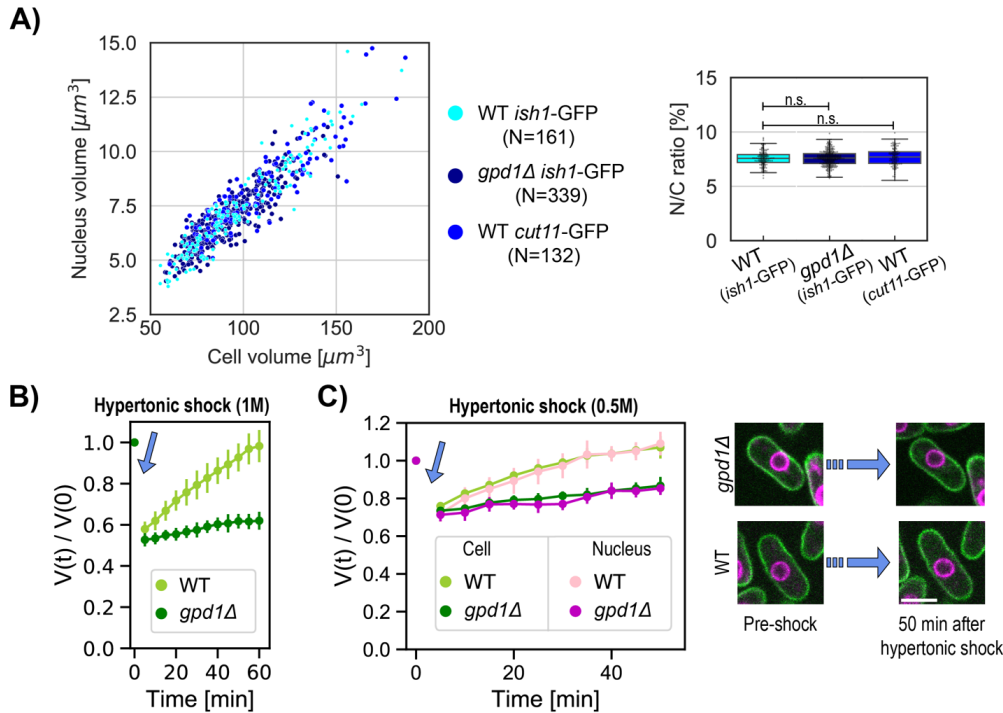 A)
Nucleus volume [μm³]
15.0
12.5
10.0
7.5
5.0
2.5
50
100
150
200
Cell volume [μm³]
WT ish1-GFP
(N=161)
gpd1Δ ish1-GFP
(N=339)
WT cut11-GFP
(N=132)
N/C ratio [%]
15
10
5
0
n.s.
n.s.
WT
(ish1-GFP)
gpd1Δ
(ish1-GFP)
WT
(cut11-GFP)
B)
Hypertonic shock (1M)
V(t) / V(0)
1.0
0.8
0.6
0.4
0.2
0.0
WT
gpd1Δ
0
20
40
60
Time [min]
C)
Hypertonic shock (0.5M)
V(t) / V(0)
1.2
1.0
0.8
0.6
0.4
0.2
0.0
Cell
WT
gpd1Δ
Nucleus
WT
gpd1Δ
0
20
40
Time [min]
gpd1Δ
WT
Pre-shock
50 min after
hypertonic shock